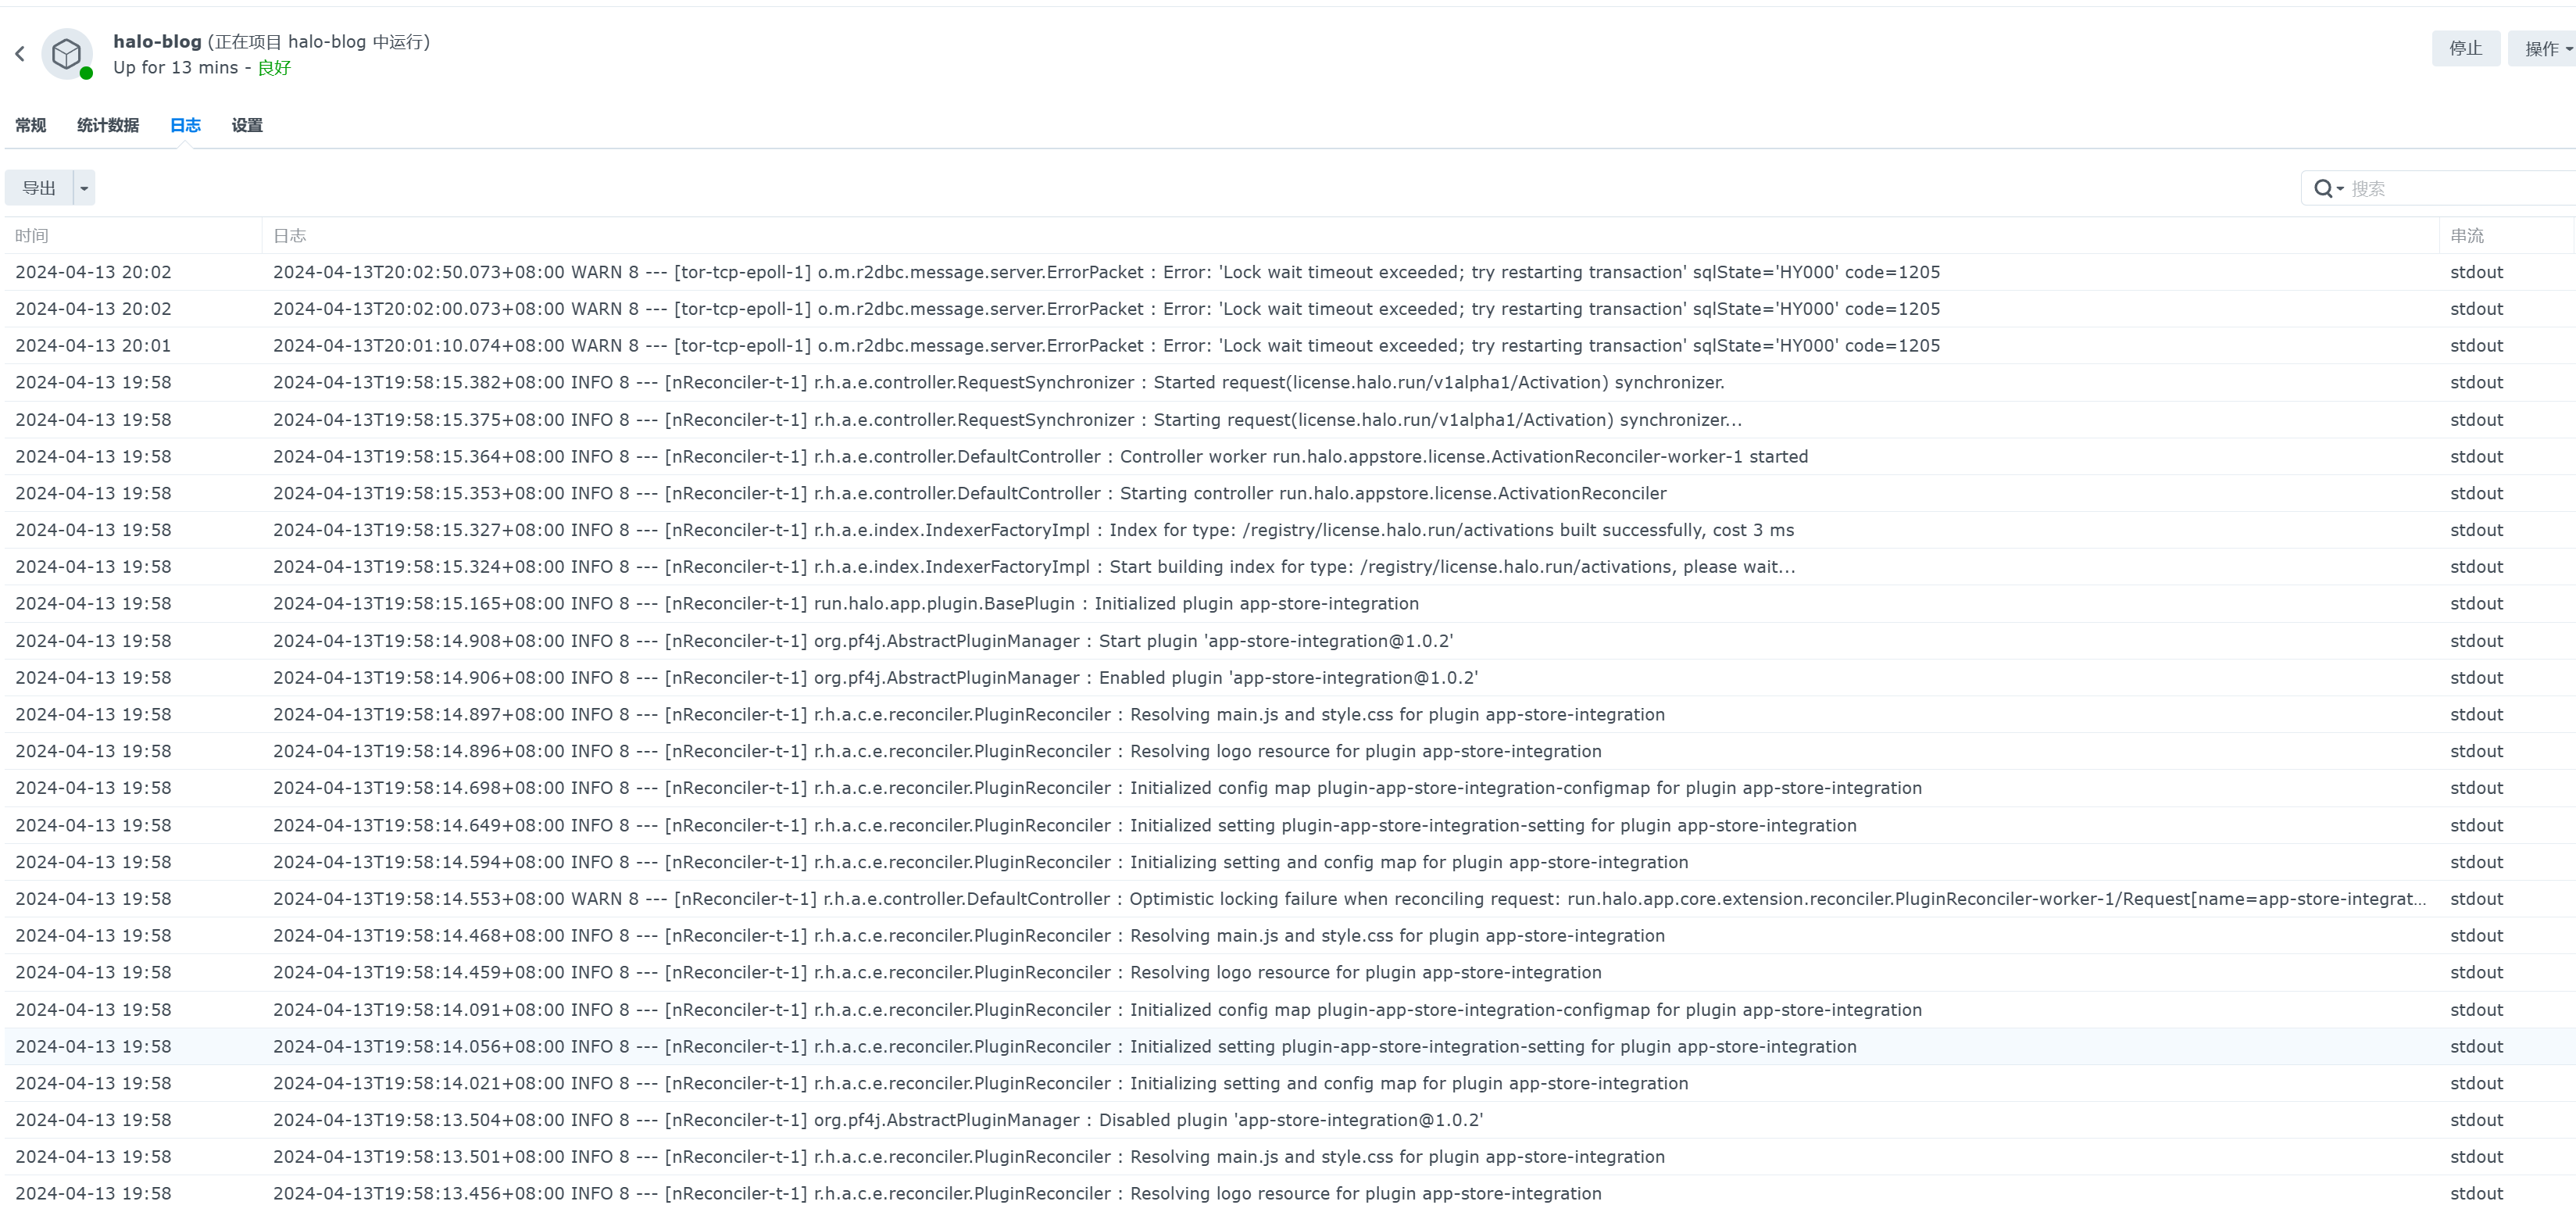 halo-blog (正在项目 halo-blog 中运行)
Up for 13 mins - 良好
停止
操作
常规 统计数据 日志 设置
导出
搜索
时间 日志 串流
2024-04-13 20:02 2024-04-13T20:02:50.073+08:00 WARN 8 --- [tor-tcp-epoll-1] o.m.r2dbc.message.server.ErrorPacket : Error: 'Lock wait timeout exceeded; try restarting transaction' sqlState='HY000' code=1205 stdout
2024-04-13 20:02 2024-04-13T20:02:00.073+08:00 WARN 8 --- [tor-tcp-epoll-1] o.m.r2dbc.message.server.ErrorPacket : Error: 'Lock wait timeout exceeded; try restarting transaction' sqlState='HY000' code=1205 stdout
2024-04-13 20:01 2024-04-13T20:01:10.074+08:00 WARN 8 --- [tor-tcp-epoll-1] o.m.r2dbc.message.server.ErrorPacket : Error: 'Lock wait timeout exceeded; try restarting transaction' sqlState='HY000' code=1205 stdout
2024-04-13 19:58 2024-04-13T19:58:15.382+08:00 INFO 8 --- [nReconciler-t-1] r.h.a.e.controller.RequestSynchronizer : Started request(license.halo.run/v1alpha1/Activation) synchronizer. stdout
2024-04-13 19:58 2024-04-13T19:58:15.375+08:00 INFO 8 --- [nReconciler-t-1] r.h.a.e.controller.RequestSynchronizer : Starting request(license.halo.run/v1alpha1/Activation) synchronizer... stdout
2024-04-13 19:58 2024-04-13T19:58:15.364+08:00 INFO 8 --- [nReconciler-t-1] r.h.a.e.controller.DefaultController : Controller worker run.halo.appstore.license.ActivationReconciler-worker-1 started stdout
2024-04-13 19:58 2024-04-13T19:58:15.353+08:00 INFO 8 --- [nReconciler-t-1] r.h.a.e.controller.DefaultController : Starting controller run.halo.appstore.license.ActivationReconciler stdout
2024-04-13 19:58 2024-04-13T19:58:15.327+08:00 INFO 8 --- [nReconciler-t-1] r.h.a.e.index.IndexerFactoryImpl : Index for type: /registry/license.halo.run/activations built successfully, cost 3 ms stdout
2024-04-13 19:58 2024-04-13T19:58:15.324+08:00 INFO 8 --- [nReconciler-t-1] r.h.a.e.index.IndexerFactoryImpl : Start building index for type: /registry/license.halo.run/activations, please wait... stdout
2024-04-13 19:58 2024-04-13T19:58:15.165+08:00 INFO 8 --- [nReconciler-t-1] run.halo.app.plugin.BasePlugin : Initialized plugin app-store-integration stdout
2024-04-13 19:58 2024-04-13T19:58:14.908+08:00 INFO 8 --- [nReconciler-t-1] org.pf4j.AbstractPluginManager : Start plugin 'app-store-integration@1.0.2' stdout
2024-04-13 19:58 2024-04-13T19:58:14.906+08:00 INFO 8 --- [nReconciler-t-1] org.pf4j.AbstractPluginManager : Enabled plugin 'app-store-integration@1.0.2' stdout
2024-04-13 19:58 2024-04-13T19:58:14.897+08:00 INFO 8 --- [nReconciler-t-1] r.h.a.c.e.reconciler.PluginReconciler : Resolving main.js and style.css for plugin app-store-integration stdout
2024-04-13 19:58 2024-04-13T19:58:14.896+08:00 INFO 8 --- [nReconciler-t-1] r.h.a.c.e.reconciler.PluginReconciler : Resolving logo resource for plugin app-store-integration stdout
2024-04-13 19:58 2024-04-13T19:58:14.698+08:00 INFO 8 --- [nReconciler-t-1] r.h.a.c.e.reconciler.PluginReconciler : Initialized config map plugin-app-store-integration-configmap for plugin app-store-integration stdout
2024-04-13 19:58 2024-04-13T19:58:14.649+08:00 INFO 8 --- [nReconciler-t-1] r.h.a.c.e.reconciler.PluginReconciler : Initialized setting plugin-app-store-integration-setting for plugin app-store-integration stdout
2024-04-13 19:58 2024-04-13T19:58:14.594+08:00 INFO 8 --- [nReconciler-t-1] r.h.a.c.e.reconciler.PluginReconciler : Initializing setting and config map for plugin app-store-integration stdout
2024-04-13 19:58 2024-04-13T19:58:14.553+08:00 WARN 8 --- [nReconciler-t-1] r.h.a.e.controller.DefaultController : Optimistic locking failure when reconciling request: run.halo.app.core.extension.reconciler.PluginReconciler-worker-1/Request[name=app-store-integrat... stdout
2024-04-13 19:58 2024-04-13T19:58:14.468+08:00 INFO 8 --- [nReconciler-t-1] r.h.a.c.e.reconciler.PluginReconciler : Resolving main.js and style.css for plugin app-store-integration stdout
2024-04-13 19:58 2024-04-13T19:58:14.459+08:00 INFO 8 --- [nReconciler-t-1] r.h.a.c.e.reconciler.PluginReconciler : Resolving logo resource for plugin app-store-integration stdout
2024-04-13 19:58 2024-04-13T19:58:14.091+08:00 INFO 8 --- [nReconciler-t-1] r.h.a.c.e.reconciler.PluginReconciler : Initialized config map plugin-app-store-integration-configmap for plugin app-store-integration stdout
2024-04-13 19:58 2024-04-13T19:58:14.056+08:00 INFO 8 --- [nReconciler-t-1] r.h.a.c.e.reconciler.PluginReconciler : Initialized setting plugin-app-store-integration-setting for plugin app-store-integration stdout
2024-04-13 19:58 2024-04-13T19:58:14.021+08:00 INFO 8 --- [nReconciler-t-1] r.h.a.c.e.reconciler.PluginReconciler : Initializing setting and config map for plugin app-store-integration stdout
2024-04-13 19:58 2024-04-13T19:58:13.504+08:00 INFO 8 --- [nReconciler-t-1] org.pf4j.AbstractPluginManager : Disabled plugin 'app-store-integration@1.0.2' stdout
2024-04-13 19:58 2024-04-13T19:58:13.501+08:00 INFO 8 --- [nReconciler-t-1] r.h.a.c.e.reconciler.PluginReconciler : Resolving main.js and style.css for plugin app-store-integration stdout
2024-04-13 19:58 2024-04-13T19:58:13.456+08:00 INFO 8 --- [nReconciler-t-1] r.h.a.c.e.reconciler.PluginReconciler : Resolving logo resource for plugin app-store-integration stdout